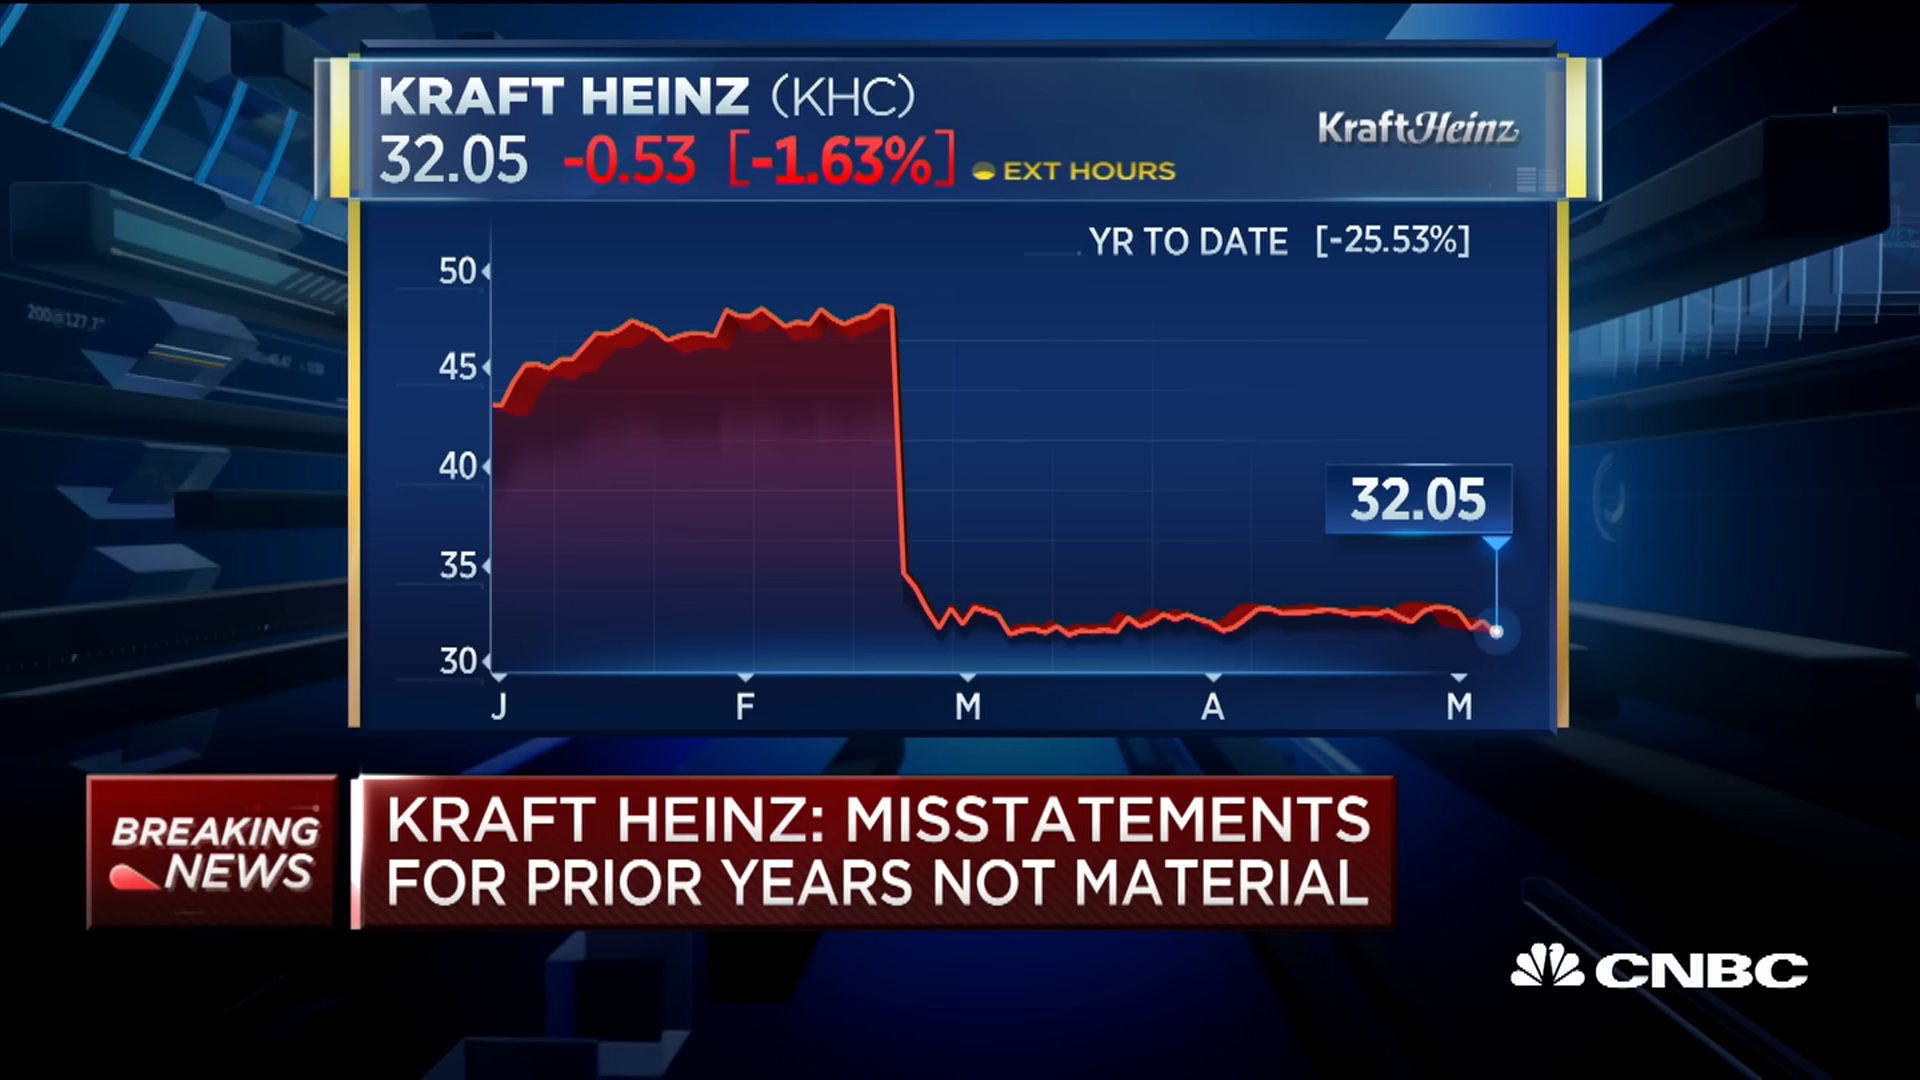 KRAFT HEINZ (KHC)
32.05 -0.53 [-1.63%] EXT HOURS
KraftHeinz
YR TO DATE [-25.53%]
50
45
40
35
30
32.05
J F M A M
BREAKING
NEWS
KRAFT HEINZ: MISSTATEMENTS
FOR PRIOR YEARS NOT MATERIAL
CNBC